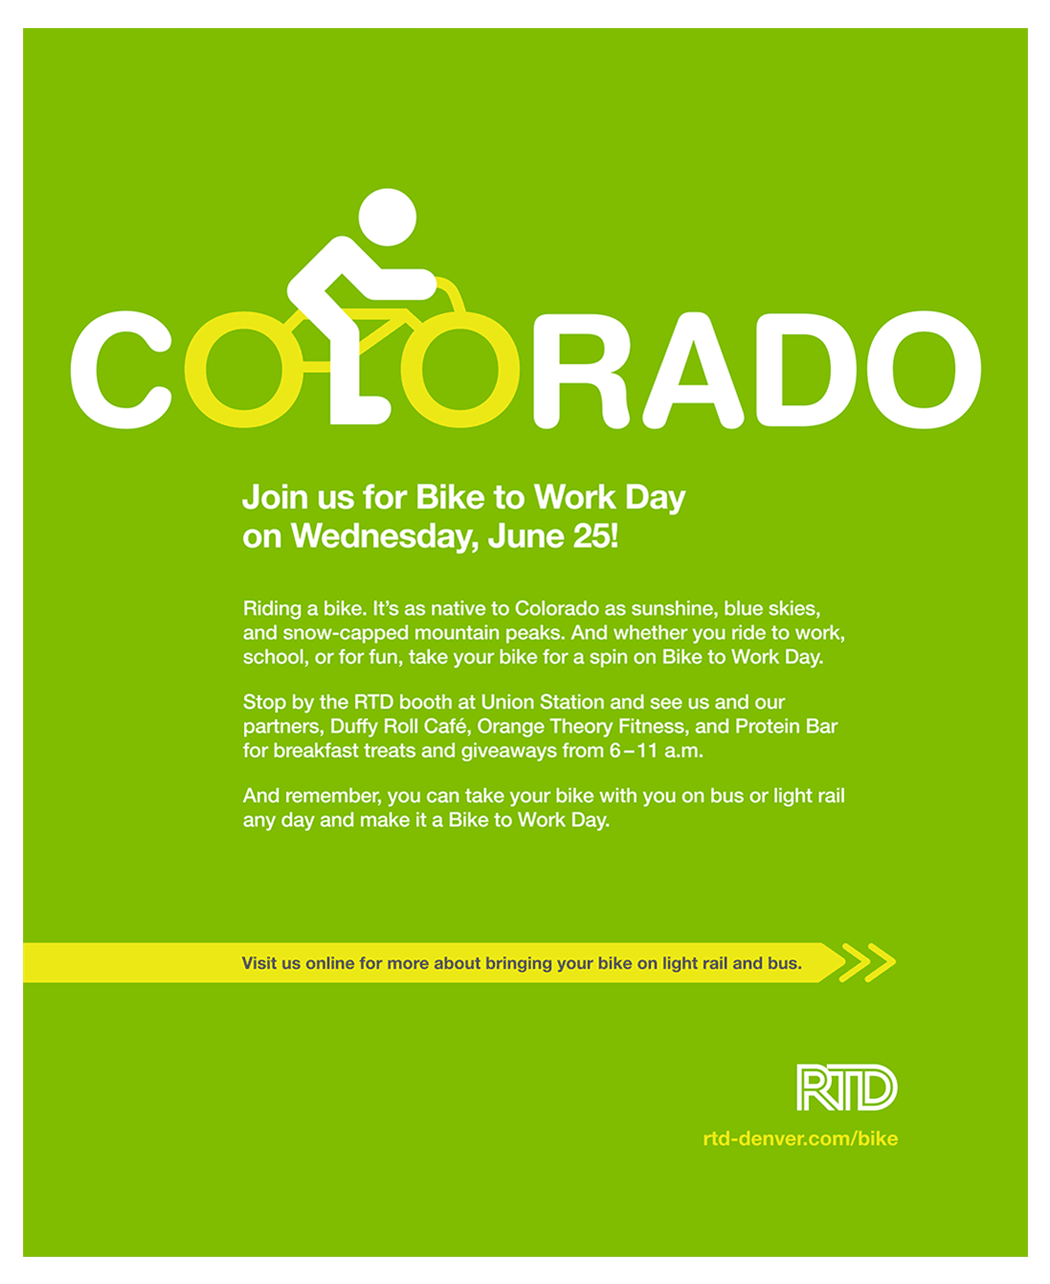 COLORADO
Join us for Bike to Work Day
on Wednesday, June 25!
Riding a bike. It’s as native to Colorado as sunshine, blue skies,
and snow-capped mountain peaks. And whether you ride to work,
school, or for fun, take your bike for a spin on Bike to Work Day.
Stop by the RTD booth at Union Station and see us and our
partners, Duffy Roll Café, Orange Theory Fitness, and Protein Bar
for breakfast treats and giveaways from 6–11 a.m.
And remember, you can take your bike with you on bus or light rail
any day and make it a Bike to Work Day.
Visit us online for more about bringing your bike on light rail and bus.
RTD
rtd-denver.com/bike